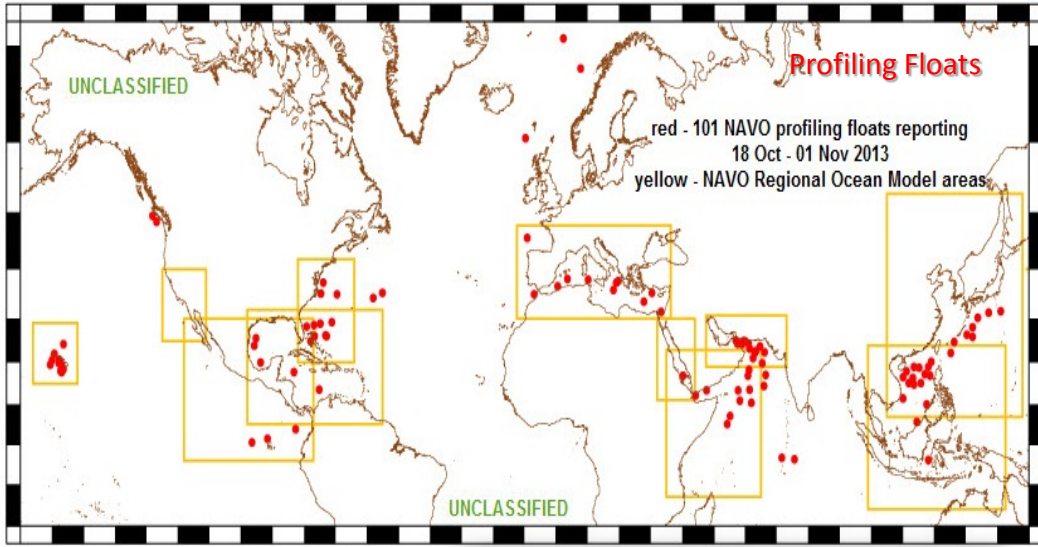 UNCLASSIFIED
Profiling Floats
red - 101 NAVO profiling floats reporting
18 Oct - 01 Nov 2013
yellow - NAVO Regional Ocean Model areas
UNCLASSIFIED